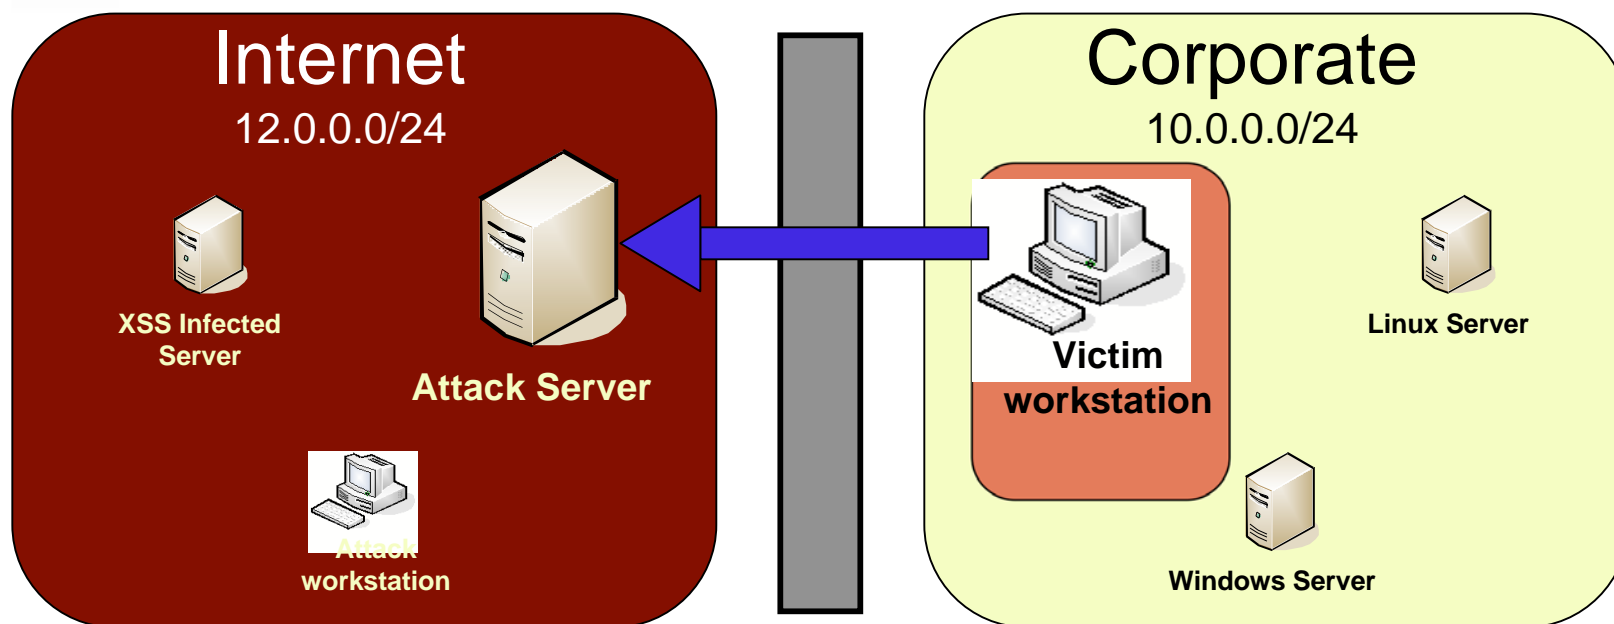 Internet
12.0.0.0/24
XSS Infected
Server
Attack Server
Attack
workstation
Corporate
10.0.0.0/24
Victim
workstation
Linux Server
Windows Server